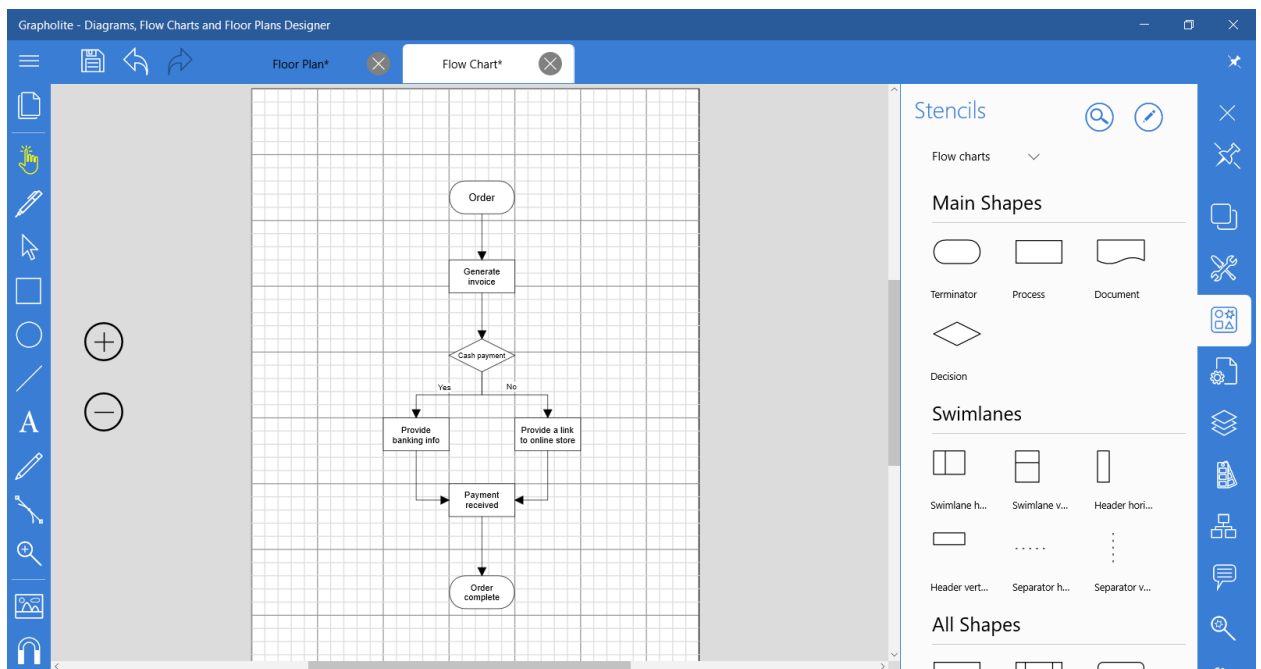 Grapholite - Diagrams, Flow Charts and Floor Plans Designer
Floor Plan*
Flow Chart*
Order
Generate
invoice
Cash payment
Yes
No
Provide
banking info
Provide a link
to online store
Payment
received
Order
complete
A
Stencils
Flow charts
Main Shapes
Terminator
Process
Document
Decision
Swimlanes
Swimlane h...
Swimlane v...
Header hori...
Header vert...
Separator h...
Separator v...
All Shapes